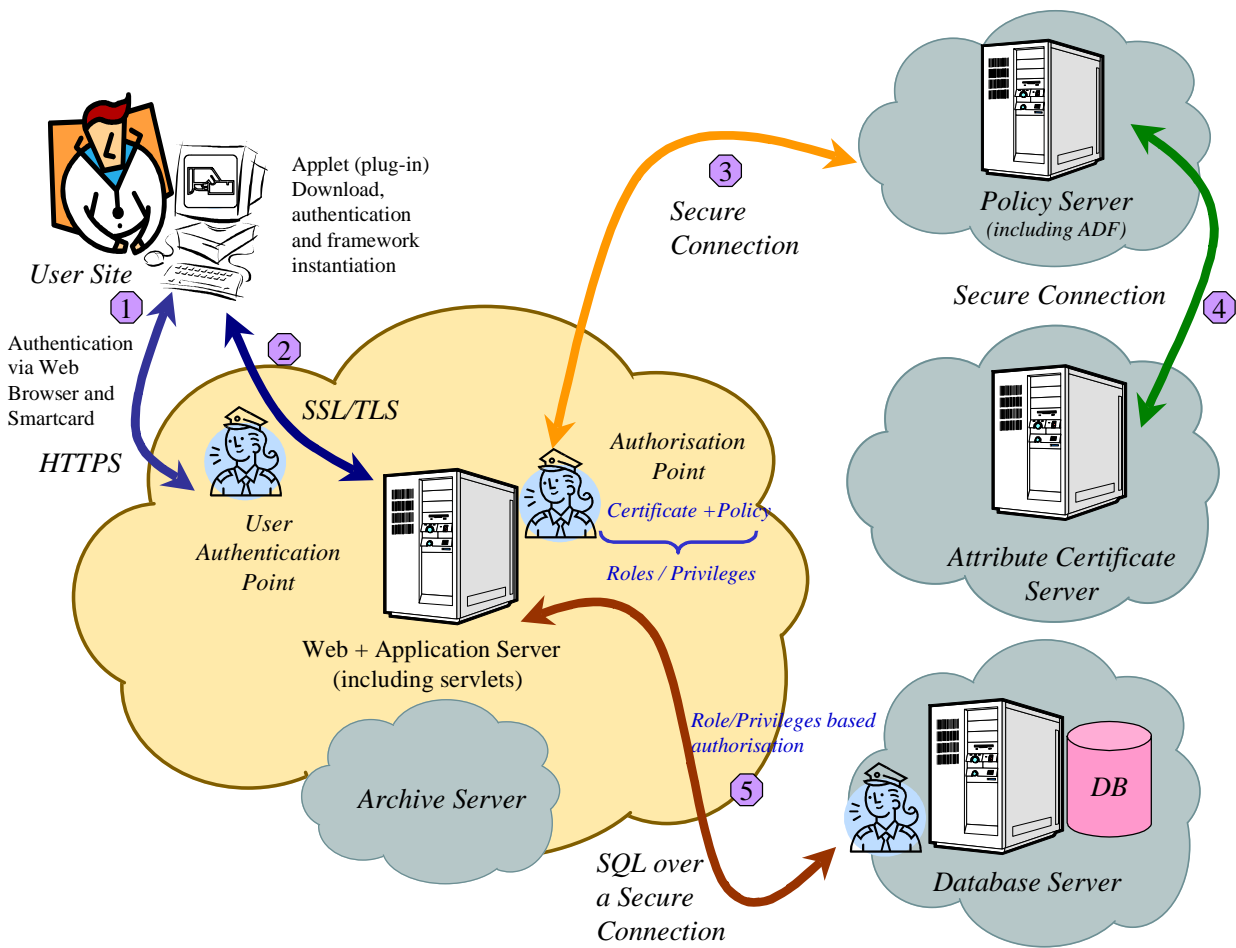 Applet (plug-in)
Download,
authentication
and framework
instantiation
User Site
1
Authentication
via Web
Browser and
Smartcard
HTTPS
2
SSL/TLS
User
Authentication
Point
3
Secure
Connection
Policy Server
(including ADF)
Secure Connection
4
Attribute Certificate
Server
Authorisation
Point
Certificate +Policy
Roles / Privileges
Web + Application Server
(including servlets)
Archive Server
Role/Privileges based
authorisation
5
SQL over
a Secure
Connection
DB
Database Server